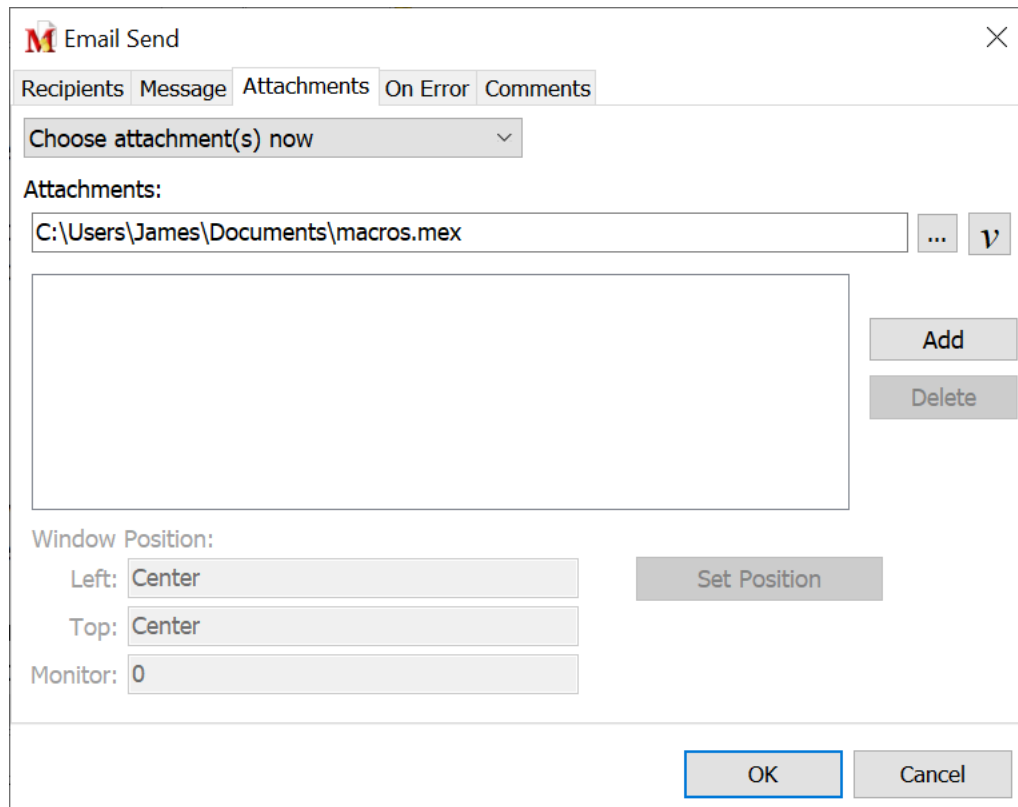 Email Send
Recipients Message Attachments On Error Comments
Choose attachment(s) now
Attachments:
C:\Users\James\Documents\macros.mex ... v
Add
Delete
Window Position:
Left: Center Set Position
Top: Center
Monitor: 0
OK Cancel